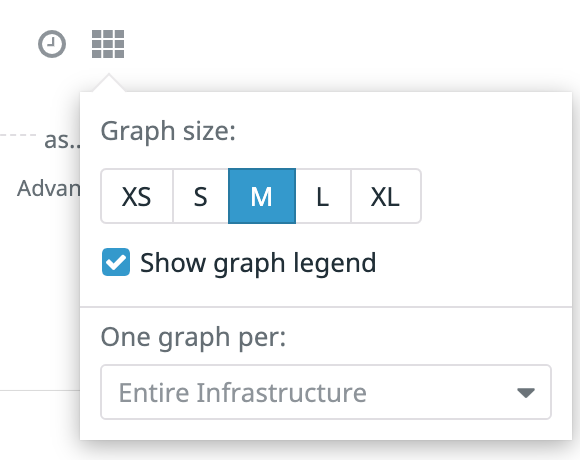 Graph size:
as..
XS S M L XL
Advan
Show graph legend
One graph per:
Entire Infrastructure